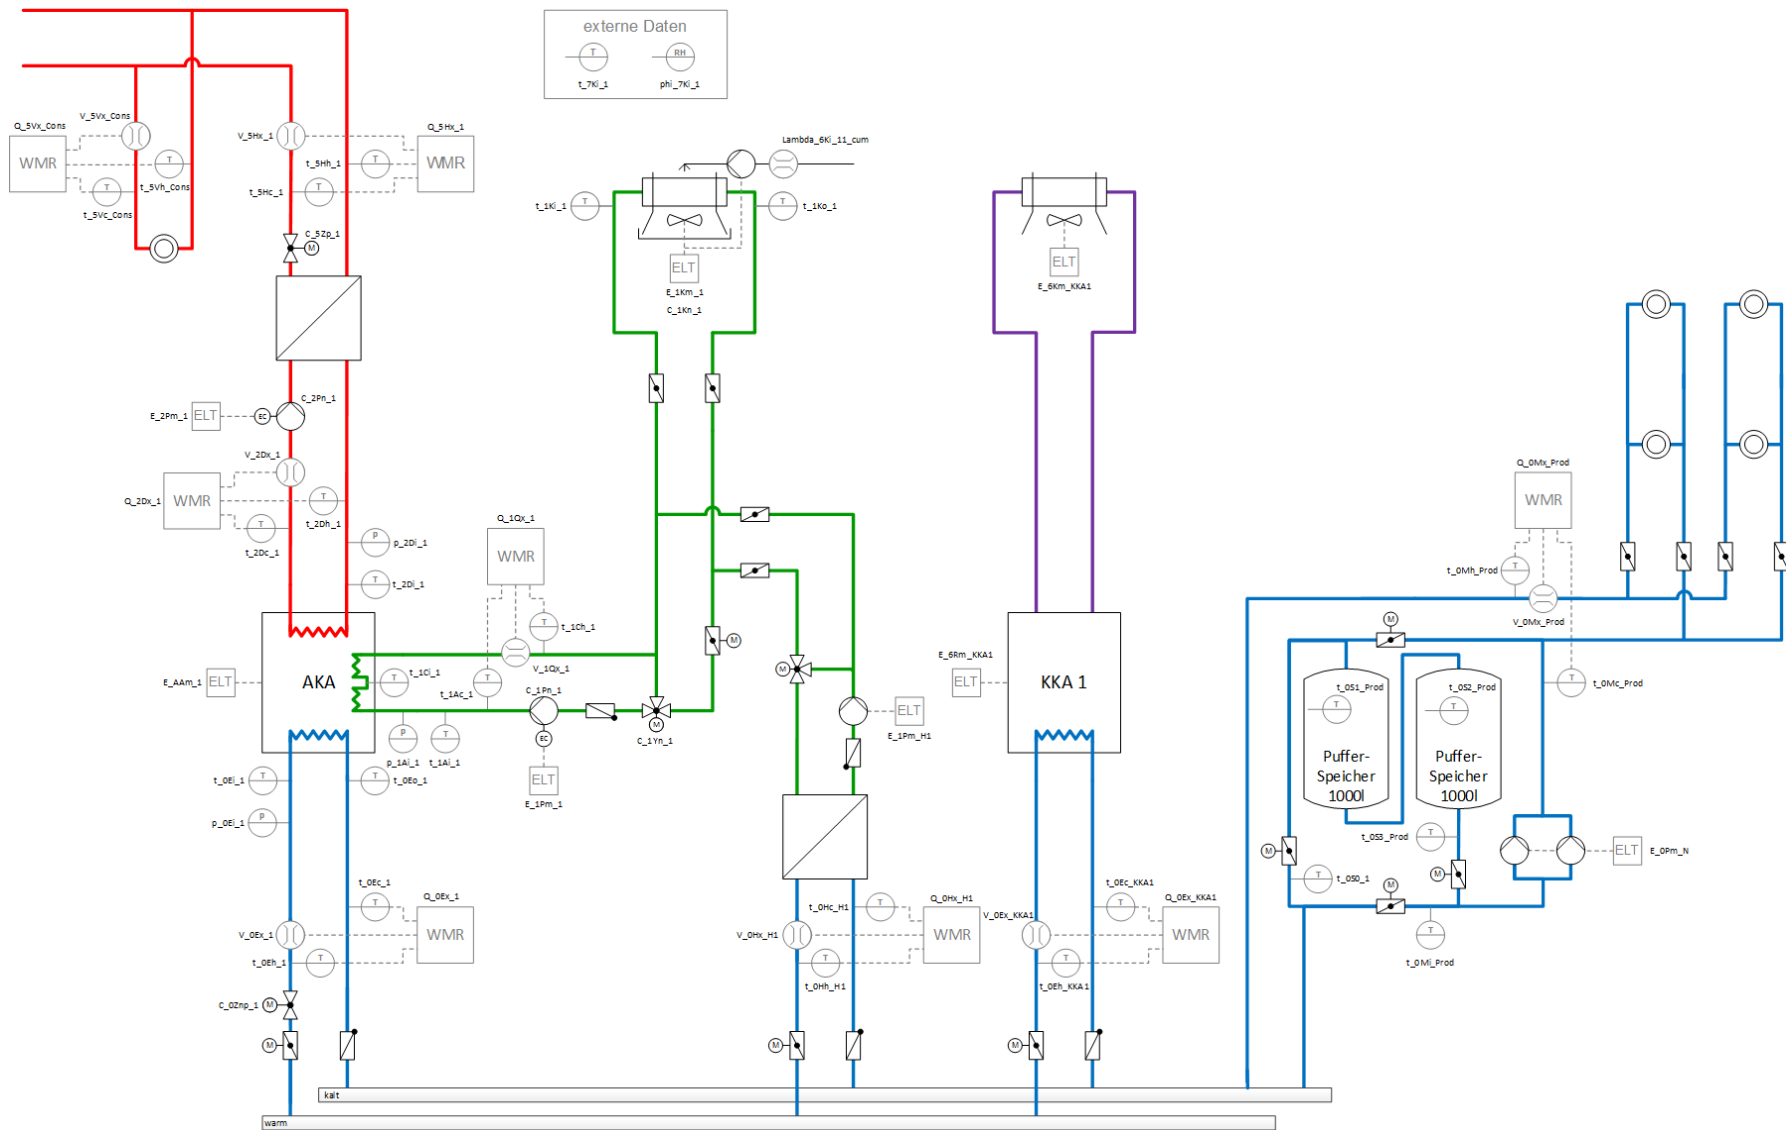 externe Daten
T
RH
t_7Ki_1
phi_7Ki_1
Q_5Vx_Cons
V_5Vx_Cons
WMR
T
t_5Vh_Cons
T
t_5Vc_Cons
V_5Hx_1
Q_5Hx_1
WMR
t_5Hh_1
T
t_5Hc_1
T
C_5Zp_1
M
Lambda_6Ki_11_cum
t_1Ki_1
T
T
t_1Ko_1
ELT
E_1Km_1
C_1Kn_1
ELT
E_6Km_KKA1
E_2Pm_1
ELT
EC
C_2Pn_1
V_2Dx_1
Q_2Dx_1
WMR
T
t_2Dh_1
T
t_2Dc_1
P
p_2Di_1
T
t_2Di_1
Q_1Qx_1
WMR
T
t_1Ch_1
V_1Qx_1
T
t_1Ci_1
T
t_1Ac_1
C_1Pn_1
EC
ELT
E_1Pm_1
P
p_1Ai_1
T
t_1Ai_1
M
C_1Yn_1
M
M
ELT
E_1Pm_H1
E_AAm_1
ELT
AKA
E_6Rm_KKA1
ELT
KKA 1
t_0Ei_1
T
T
t_0Eo_1
p_0Ei_1
P
t_0Ec_1
T
Q_0Ex_1
WMR
V_0Ex_1
t_0Eh_1
T
C_0Znp_1
M
M
t_0Hc_H1
T
Q_0Hx_H1
WMR
V_0Hx_H1
T
t_0Hh_H1
M
t_0Ec_KKA1
T
Q_0Ex_KKA1
WMR
V_0Ex_KKA1
T
t_0Eh_KKA1
M
Q_0Mx_Prod
WMR
t_0Mh_Prod
T
V_0Mx_Prod
M
T
t_0Mc_Prod
t_0S1_Prod
T
Puffer-
Speicher
1000l
t_0S2_Prod
T
Puffer-
Speicher
1000l
t_0S3_Prod
T
M
T
t_0S0_1
M
M
ELT
E_0Pm_N
T
t_0Mi_Prod
kalt
warm